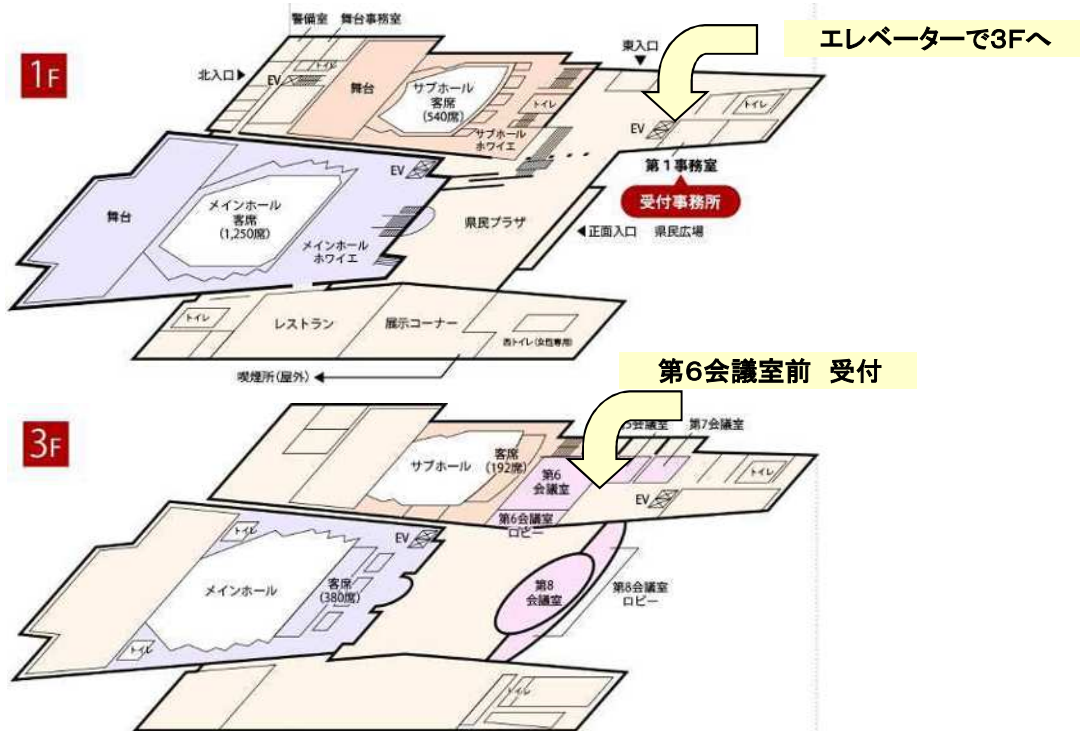 エレベーターで3Fへ
1F
警備室
舞台事務室
北入口▶
EV
トイレ
舞台
サブホール
客席
(540席)
トイレ
サブホール
ホワイエ
東入口
▼
トイレ
EV
第1事務室
受付事務所
EV
舞台
メインホール
客席
(1,250席)
メインホール
ホワイエ
県民プラザ
◀正面入口 県民広場
トイレ
レストラン
展示コーナー
西トイレ(女性専用)
喫煙所(屋外)
第6会議室前 受付
3F
サブホール
客席
(192席)
第6
会議室
第6会議室
ロビー
5会議室
第7会議室
トイレ
EV
トイレ
EV
メインホール
客席
(380席)
トイレ
第8
会議室
第8会議室
ロビー
トイレ